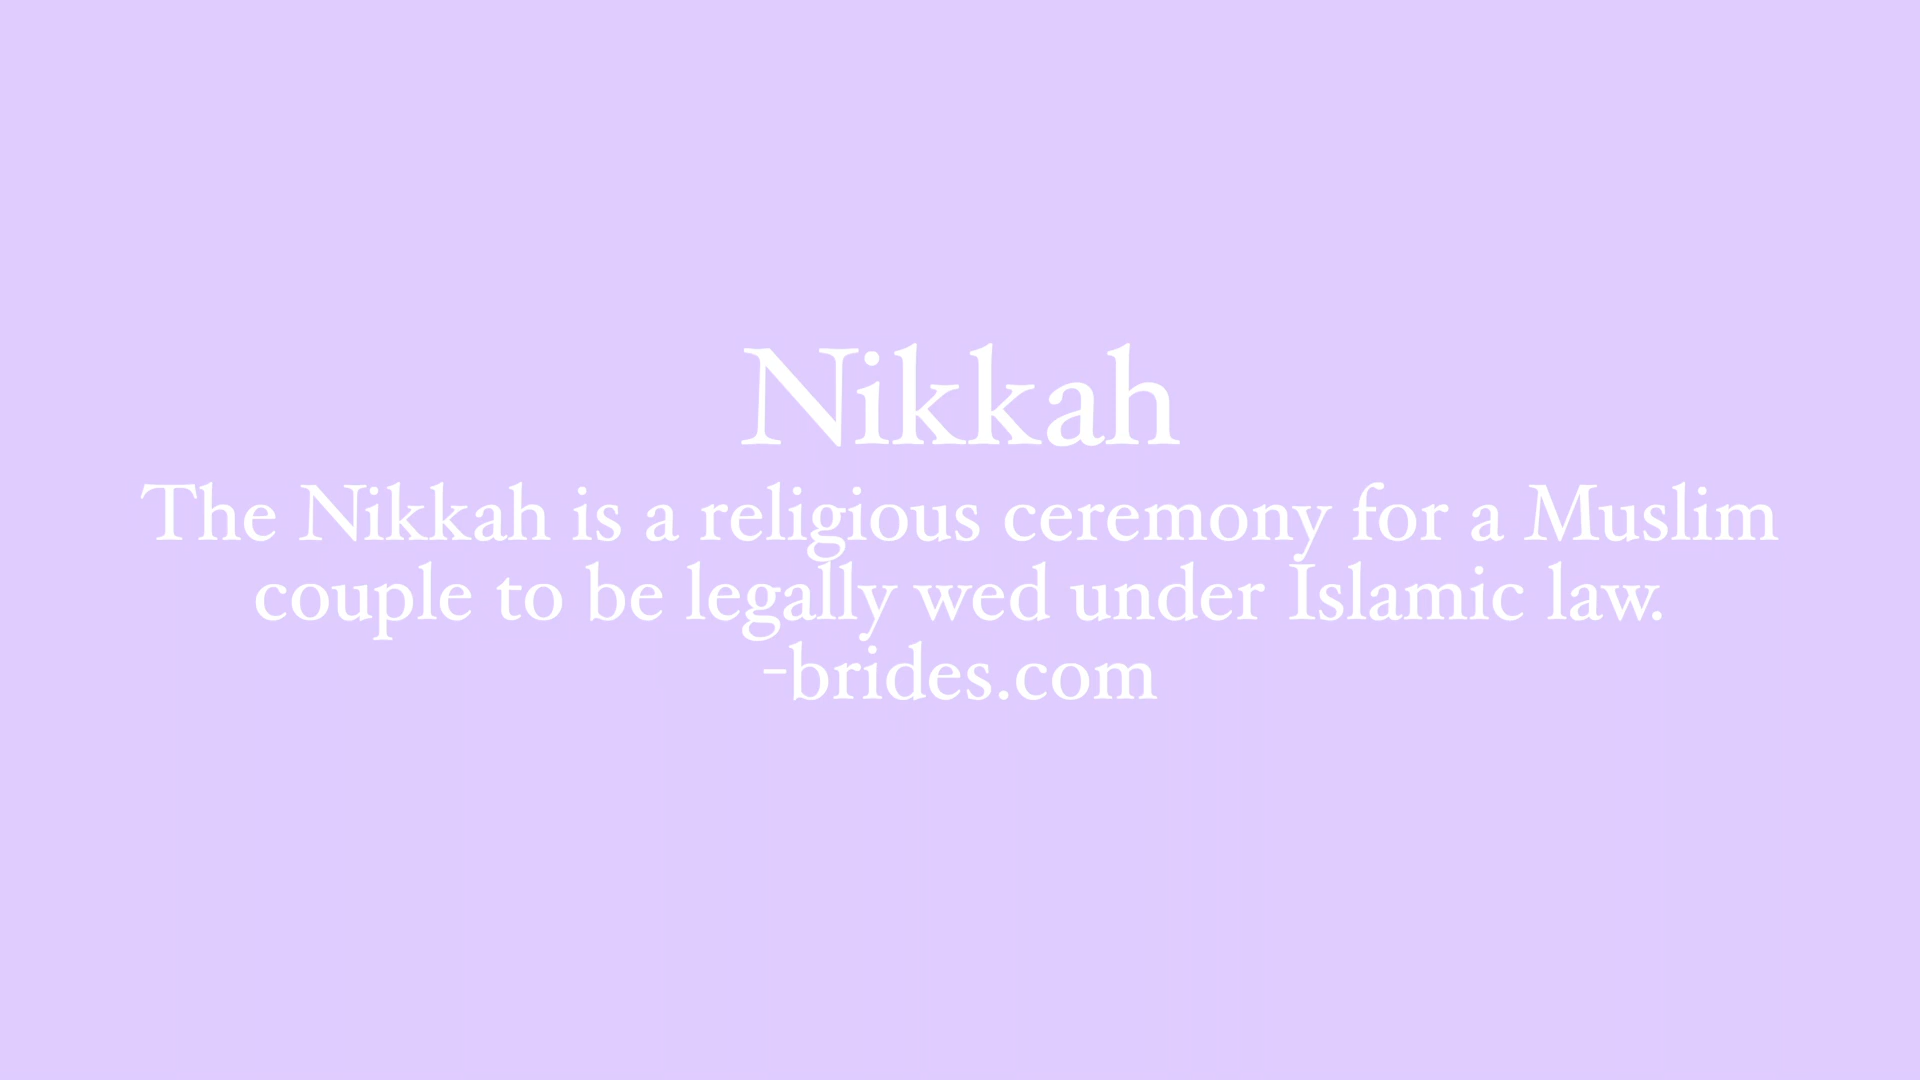 Nikkah
The Nikkah is a religious ceremony for a Muslim
couple to be legally wed under Islamic law.
-brides.com